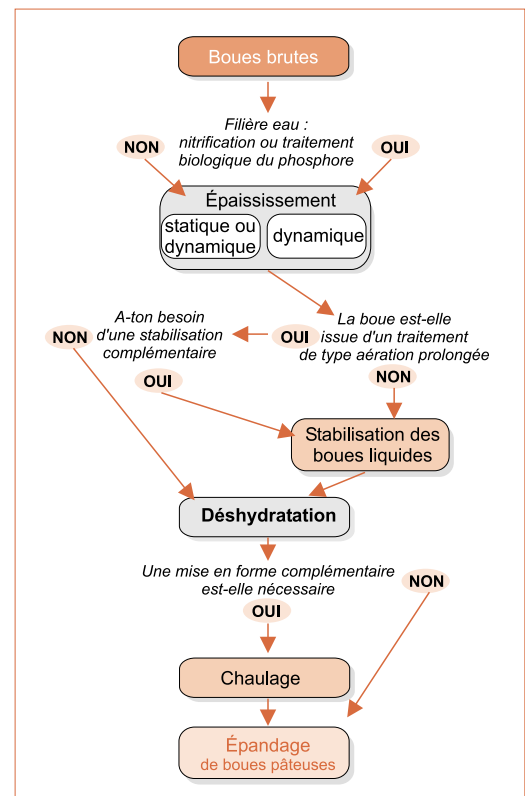 Boues brutes
Filière eau :
nitrification ou traitement
biologique du phosphore
NON
OUI
Épaississement
statique ou
dynamique
dynamique
A-ton besoin
d'une stabilisation
complémentaire
La boue est-elle
issue d'un traitement
de type aération prolongée
NON
OUI
OUI
NON
Stabilisation des
boues liquides
Déshydratation
Une mise en forme complémentaire
est-elle nécessaire
NON
OUI
Chaulage
Épandage
de boues pâteuses